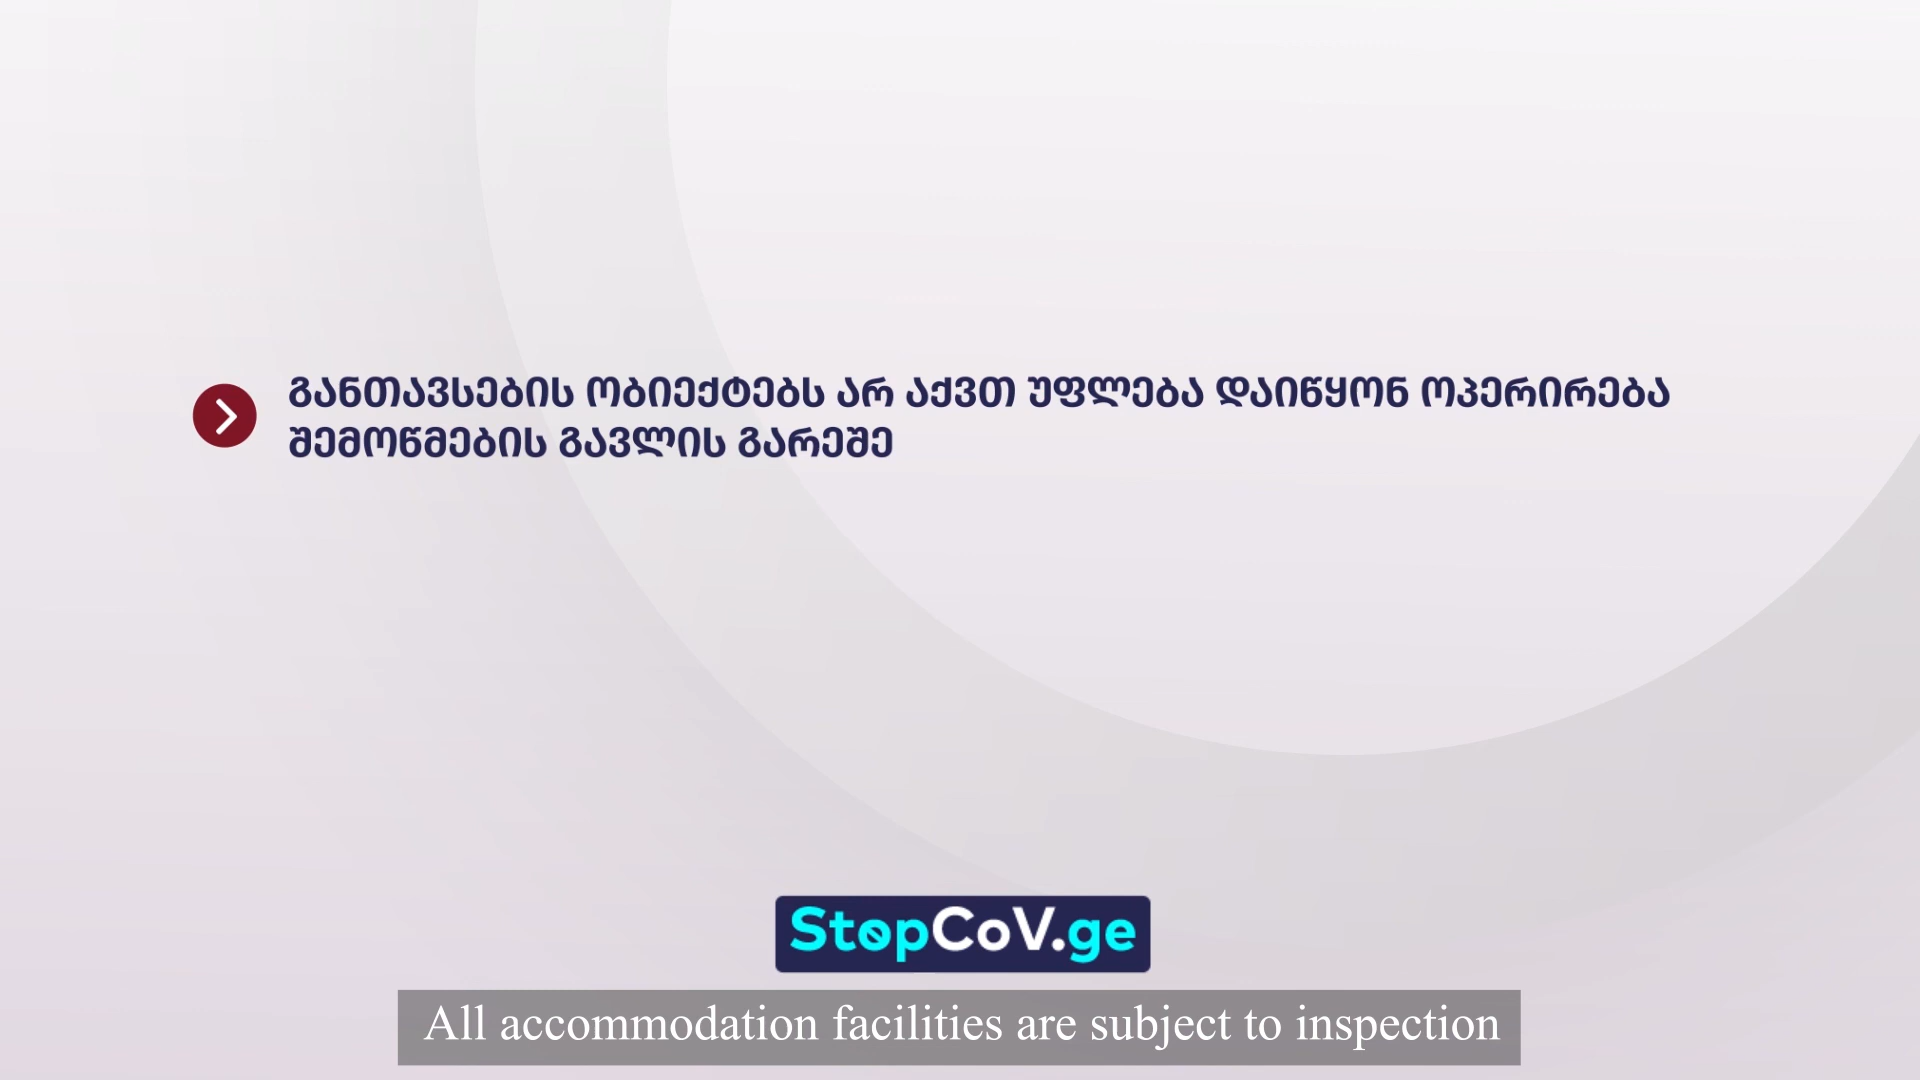 განთავსების ობიექტებს არ აქვთ უფლება დაიწყონ ოპერირება
შემოწმების გავლის გარეშე
StopCoV.ge
All accommodation facilities are subject to inspection